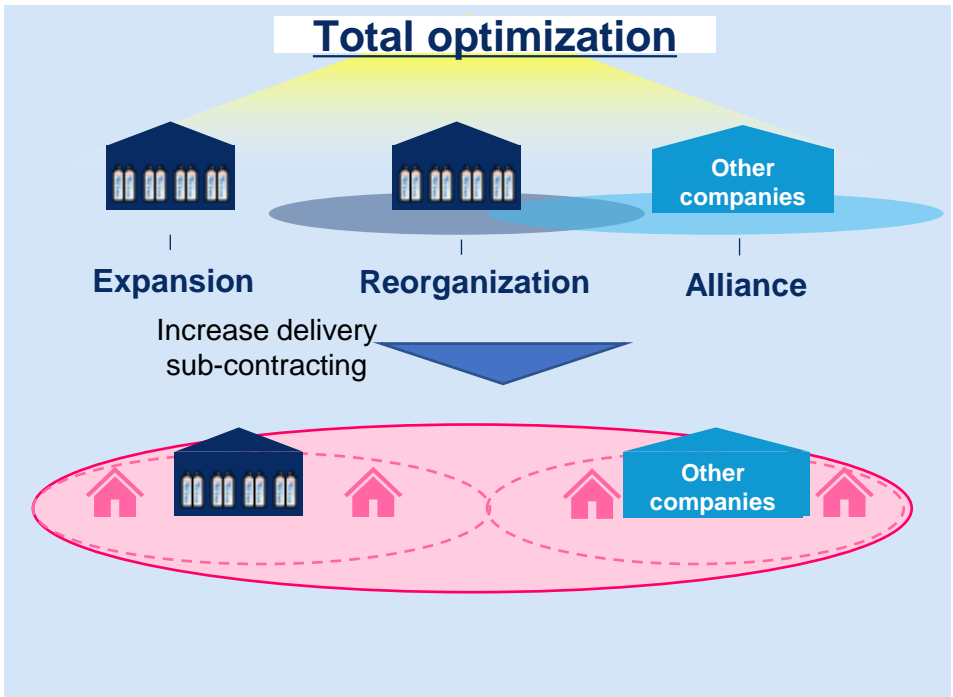 Total optimization
Other
companies
Expansion
Reorganization
Alliance
Increase delivery
sub-contracting
Other
companies